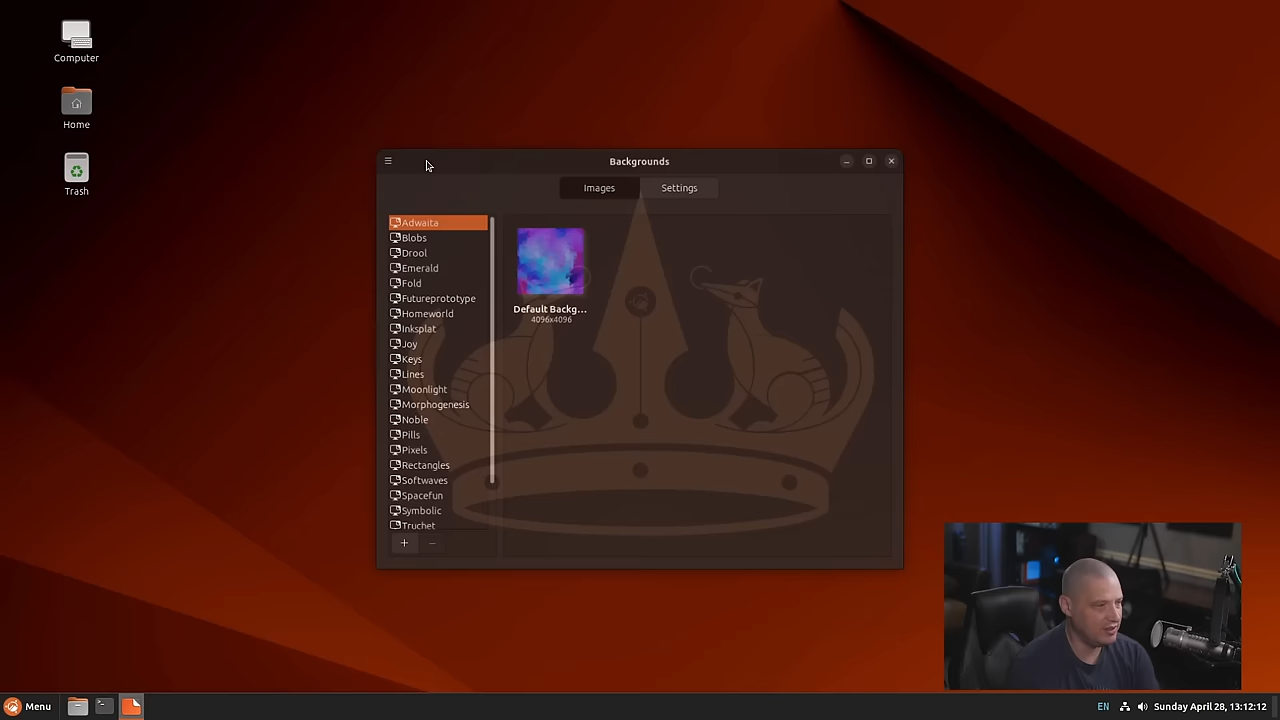 Computer
Home
Trash
Backgrounds
Images
Settings
Adwaita
Blobs
Drool
Emerald
Fold
Futureprototype
Homeworld
Inksplat
Joy
Keys
Lines
Moonlight
Morphogenesis
Noble
Pills
Pixels
Rectangles
Softwaves
Spacefun
Symbolic
Truchet
Default Backg...
4096x4096
Menu
EN
Sunday April 28, 13:12:12